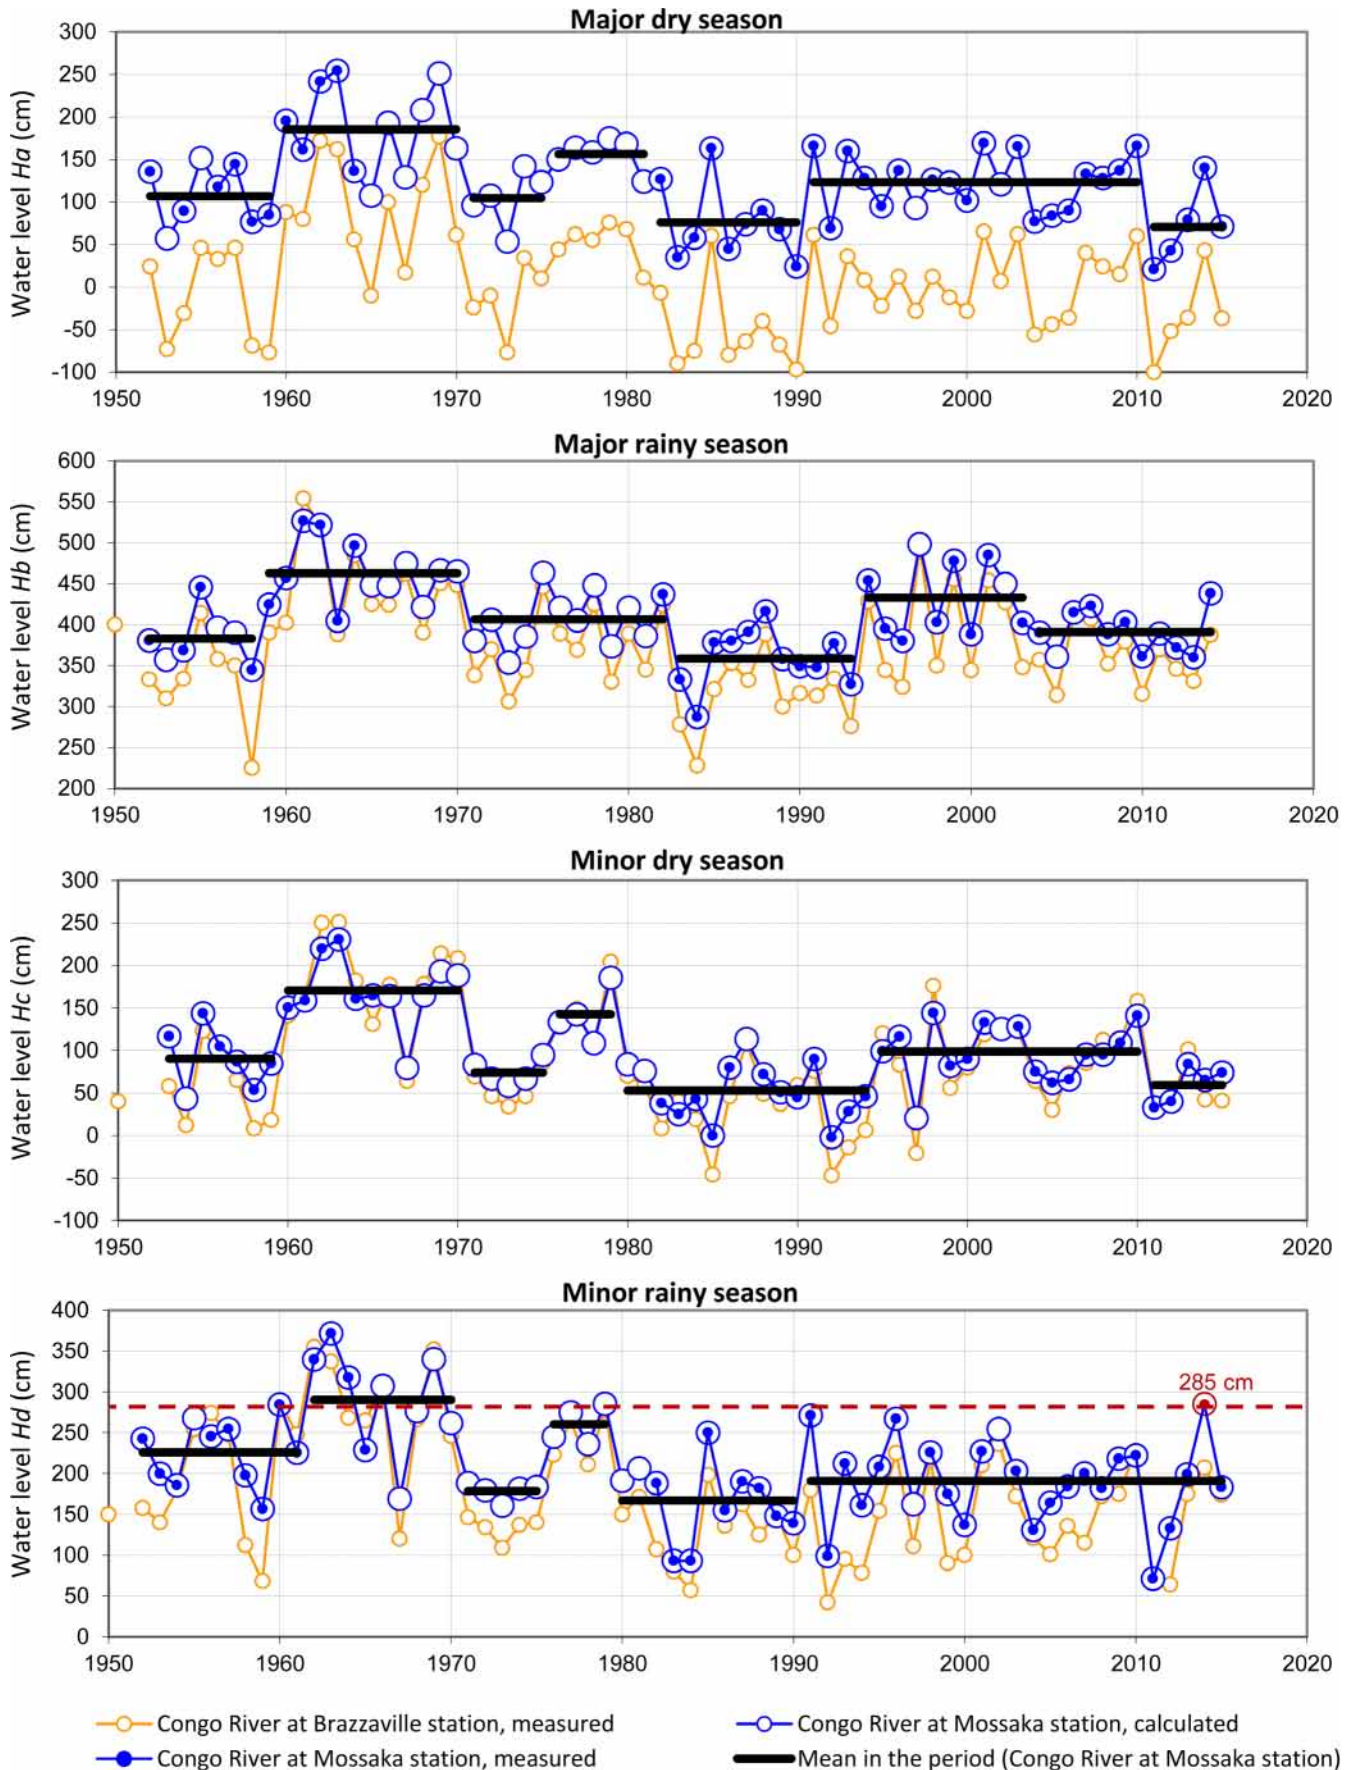 Major dry season
Water level Ha (cm)
300
250
200
150
100
50
0
-50
-100
1950 1960 1970 1980 1990 2000 2010 2020
Major rainy season
Water level Hb (cm)
600
550
500
450
400
350
300
250
200
1950 1960 1970 1980 1990 2000 2010 2020
Minor dry season
Water level Hc (cm)
300
250
200
150
100
50
0
-50
-100
1950 1960 1970 1980 1990 2000 2010 2020
Minor rainy season
Water level Hd (cm)
400
350
300
250
200
150
100
50
0
285 cm
1950 1960 1970 1980 1990 2000 2010 2020
Congo River at Brazzaville station, measured
Congo River at Mossaka station, calculated
Congo River at Mossaka station, measured
Mean in the period (Congo River at Mossaka station)